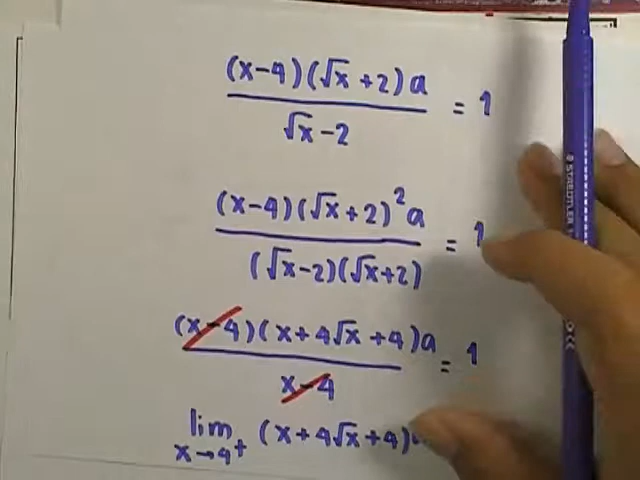 (x-4)(√x+2)a / √x-2 = 1
(x-4)(√x+2)²a / (√x-2)(√x+2) = 1
(x-4)(x+4√x+4)a / x-4 = 1
lim x→4⁺ (x+4√x+4)
STAEDTLER